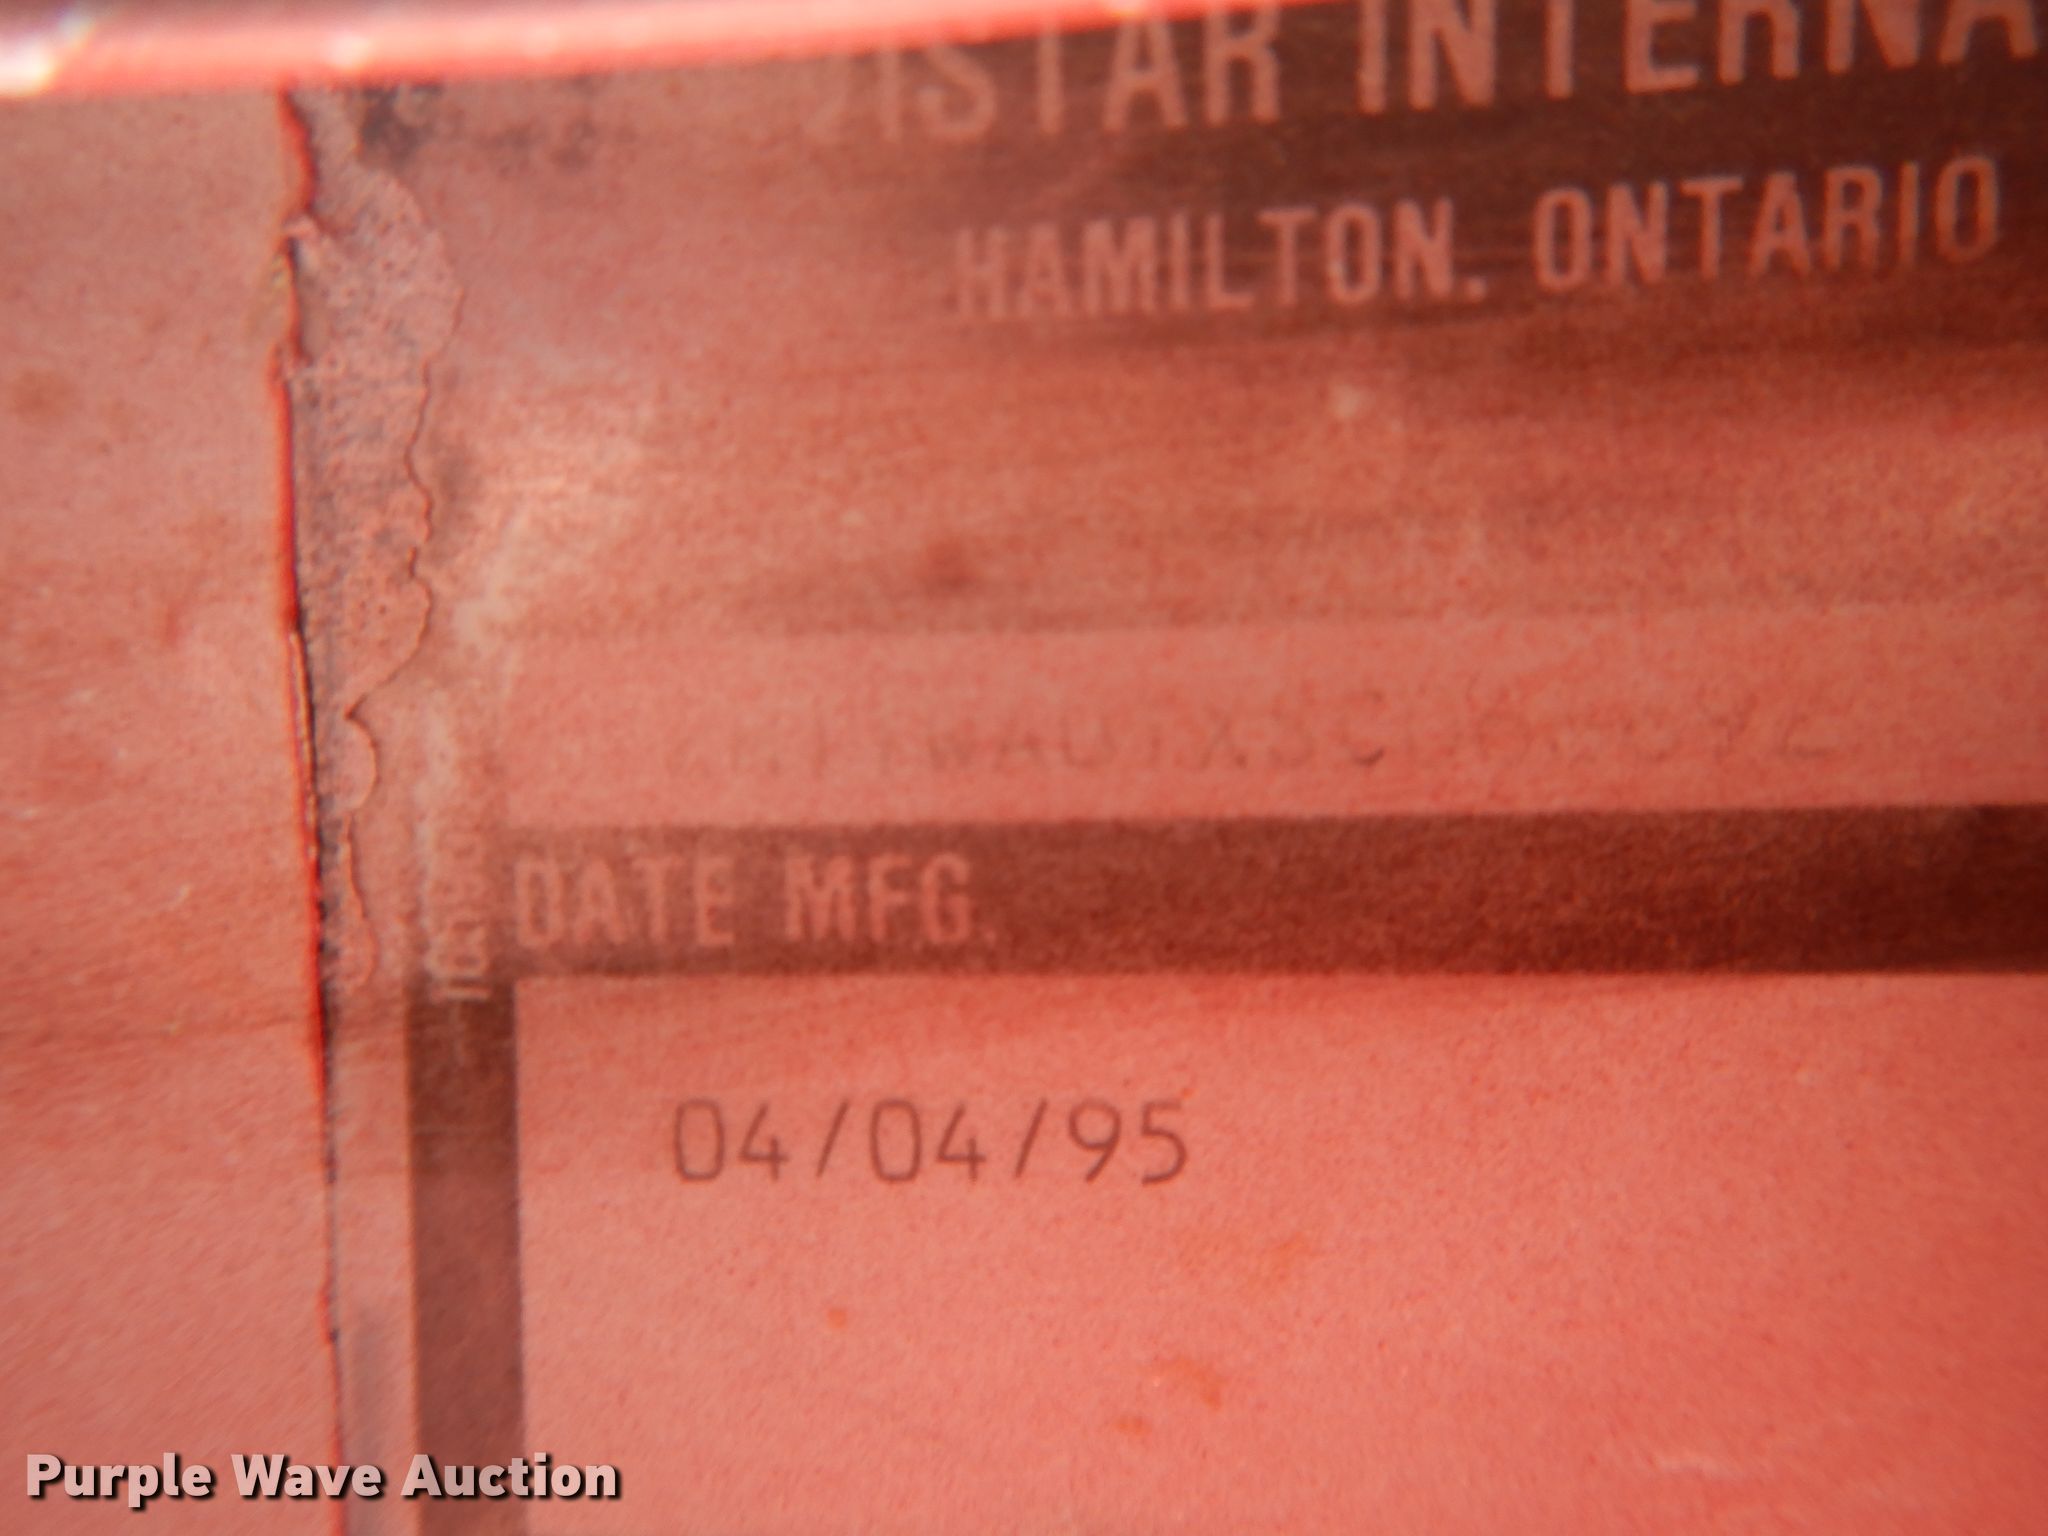 ISTAR INTERNA
HAMILTON, ONTARIO
DATE MFG.
04/04/95
Purple Wave Auction